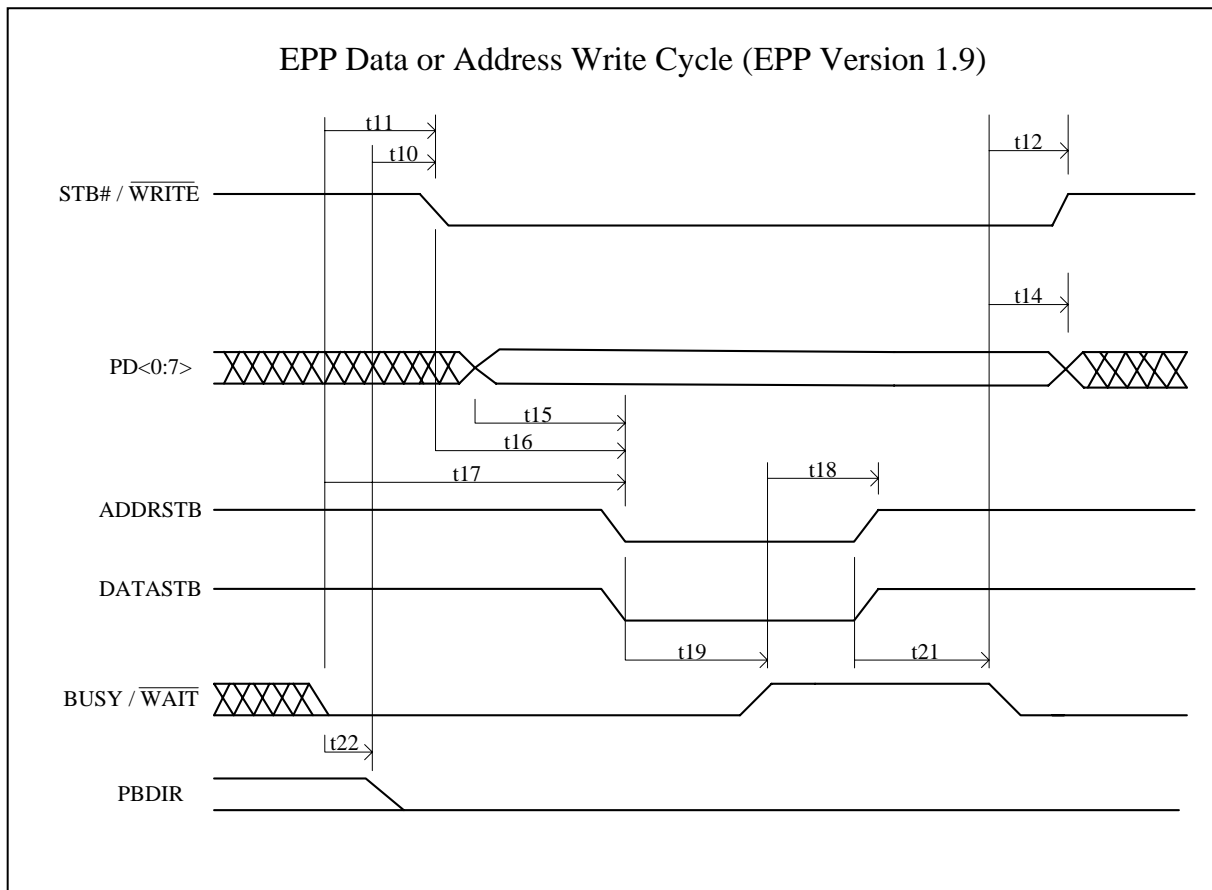 EPP Data or Address Write Cycle (EPP Version 1.9)
t11
t10
t12
STB# / WRITE
t14
PD<0:7>
t15
t16
t17
t18
ADDRSTB
DATASTB
t19
t21
BUSY / WAIT
t22
PBDIR